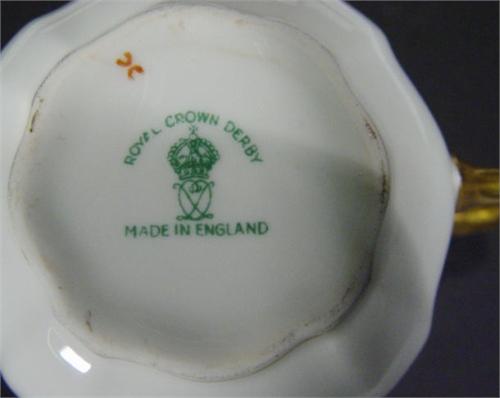 ROYAL CROWN DERBY
MADE IN ENGLAND